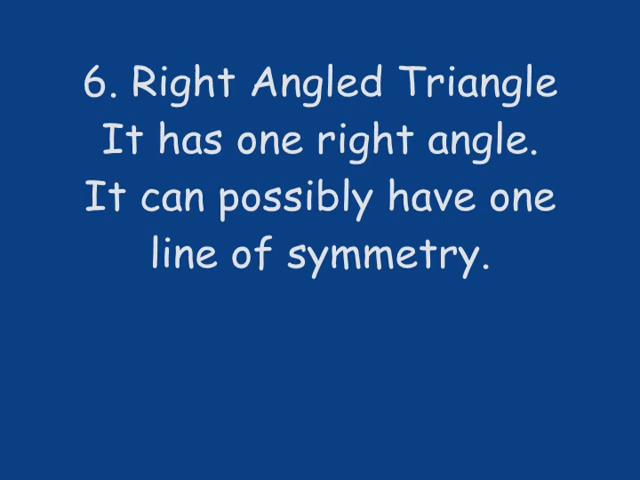 6. Right Angled Triangle
It has one right angle.
It can possibly have one
line of symmetry.